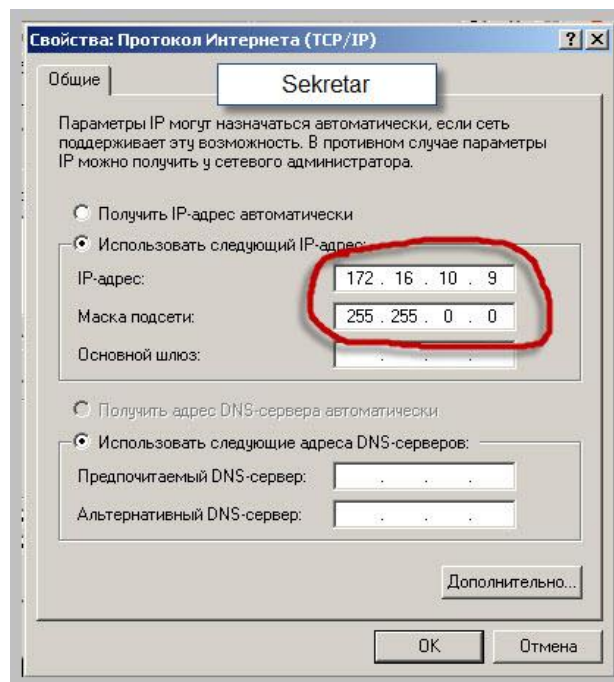 Свойства: Протокол Интернета (TCP/IP)
Общие
Sekretar
Параметры IP могут назначаться автоматически, если сеть
поддерживает эту возможность. В противном случае параметры
IP можно получить у сетевого администратора.
Получить IP-адрес автоматически
Использовать следующий IP-адрес:
IP-адрес: 172 . 16 . 10 . 9
Маска подсети: 255 . 255 . 0 . 0
Основной шлюз: . . .
Получить адрес DNS-сервера автоматически
Использовать следующие адреса DNS-серверов:
Предпочитаемый DNS-сервер: . . .
Альтернативный DNS-сервер: . . .
Дополнительно...
OK Отмена